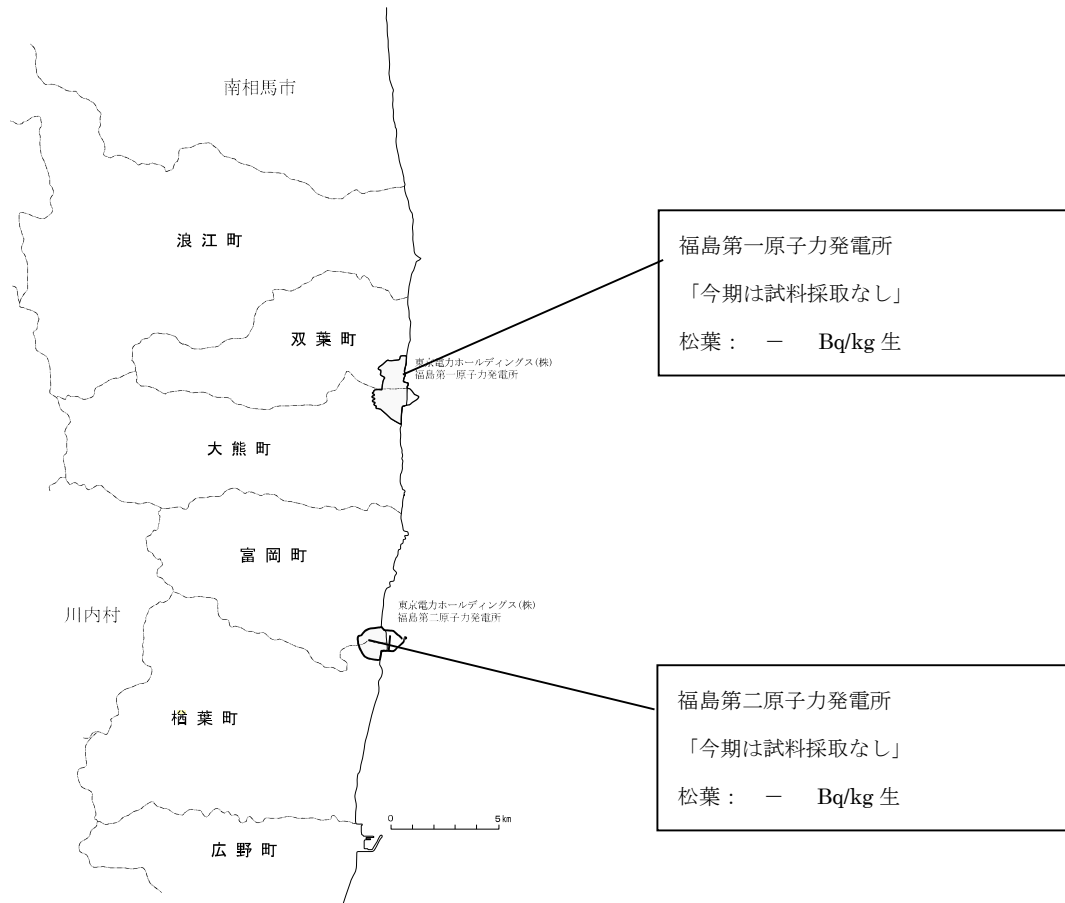 南相馬市
浪江町
福島第一原子力発電所
「今期は試料採取なし」
松葉： － Bq/kg 生
双葉町
東京電力ホールディングス(株)
福島第一原子力発電所
大熊町
富岡町
川内村
東京電力ホールディングス(株)
福島第二原子力発電所
福島第二原子力発電所
「今期は試料採取なし」
松葉： － Bq/kg 生
楢葉町
0 5km
広野町